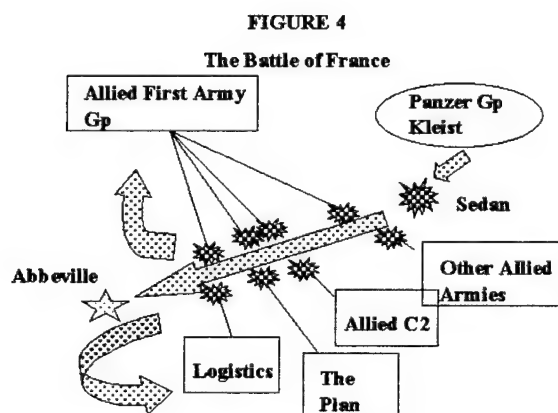 FIGURE 4
The Battle of France
Allied First Army
Gp
Panzer Gp
Kleist
Sedan
Abbeville
Other Allied
Armies
Allied C2
Logistics
The
Plan